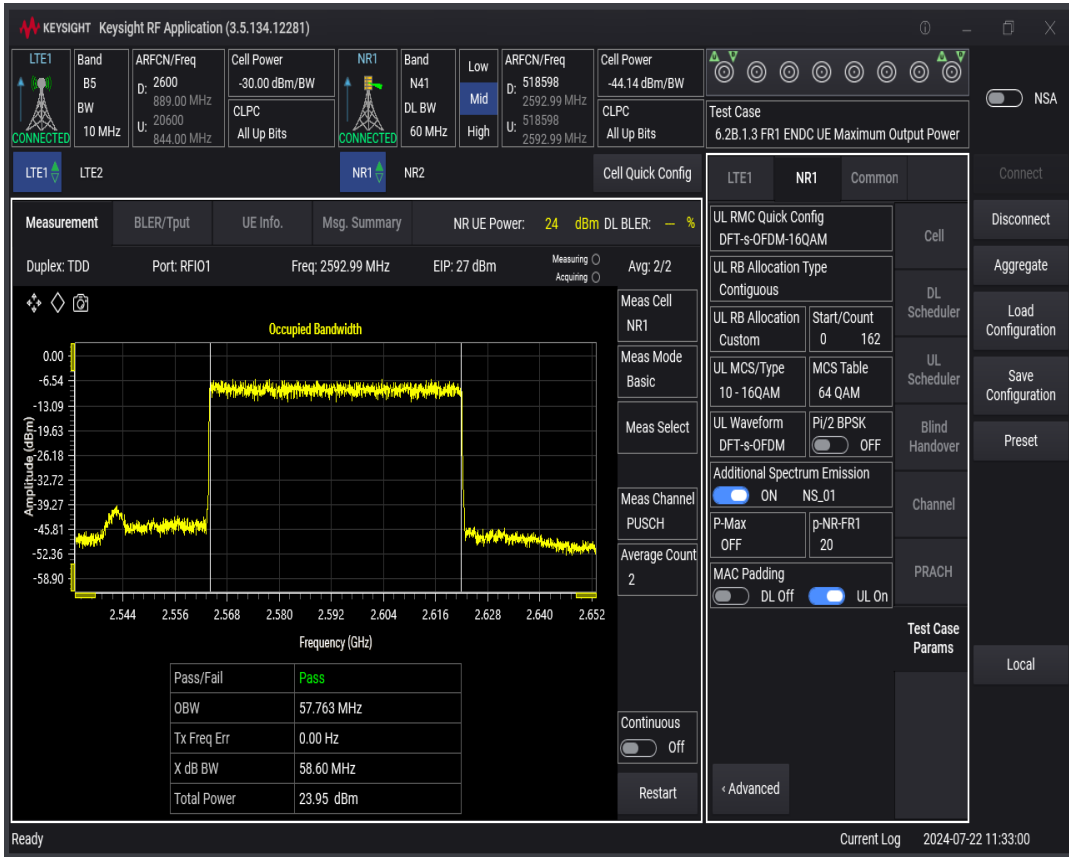 KEYSIGHT Keysight RF Application (3.5.134.12281)
LTE1
CONNECTED
Band
B5
BW
10 MHz
ARFCN/Freq
D: 2600
889.00 MHz
U: 20600
844.00 MHz
Cell Power
-30.00 dBm/BW
CLPC
All Up Bits
NR1
CONNECTED
Band
N41
DL BW
60 MHz
Low
Mid
High
ARFCN/Freq
D: 518598
2592.99 MHz
U: 518598
2592.99 MHz
Cell Power
-44.14 dBm/BW
CLPC
All Up Bits
Test Case
6.2B.1.3 FR1 ENDC UE Maximum Output Power
NSA
LTE1 LTE2 NR1 NR2 Cell Quick Config
Measurement BLER/Tput UE Info. Msg. Summary NR UE Power: 24 dBm DL BLER: --- %
Duplex: TDD Port: RFIO1 Freq: 2592.99 MHz EIP: 27 dBm Measuring Acquiring Avg: 2/2
Occupied Bandwidth
Amplitude (dBm)
0.00
-6.54
-13.09
-19.63
-26.18
-32.72
-39.27
-45.81
-52.36
-58.90
2.544 2.556 2.568 2.580 2.592 2.604 2.616 2.628 2.640 2.652
Frequency (GHz)
Pass/Fail Pass
OBW 57.763 MHz
Tx Freq Err 0.00 Hz
X dB BW 58.60 MHz
Total Power 23.95 dBm
Meas Cell
NR1
Meas Mode
Basic
Meas Select
Meas Channel
PUSCH
Average Count
2
Continuous
Off
Restart
LTE1 NR1 Common
UL RMC Quick Config
DFT-s-OFDM-16QAM
UL RB Allocation Type
Contiguous
UL RB Allocation
Custom
Start/Count
0 162
UL MCS/Type
10 - 16QAM
MCS Table
64 QAM
UL Waveform
DFT-s-OFDM
Pi/2 BPSK
OFF
Additional Spectrum Emission
ON NS_01
P-Max
OFF
p-NR-FR1
20
MAC Padding
DL Off UL On
‹ Advanced
Cell
DL
Scheduler
UL
Scheduler
Blind
Handover
Channel
PRACH
Test Case
Params
Connect
Disconnect
Aggregate
Load
Configuration
Save
Configuration
Preset
Local
Ready Current Log 2024-07-22 11:33:00